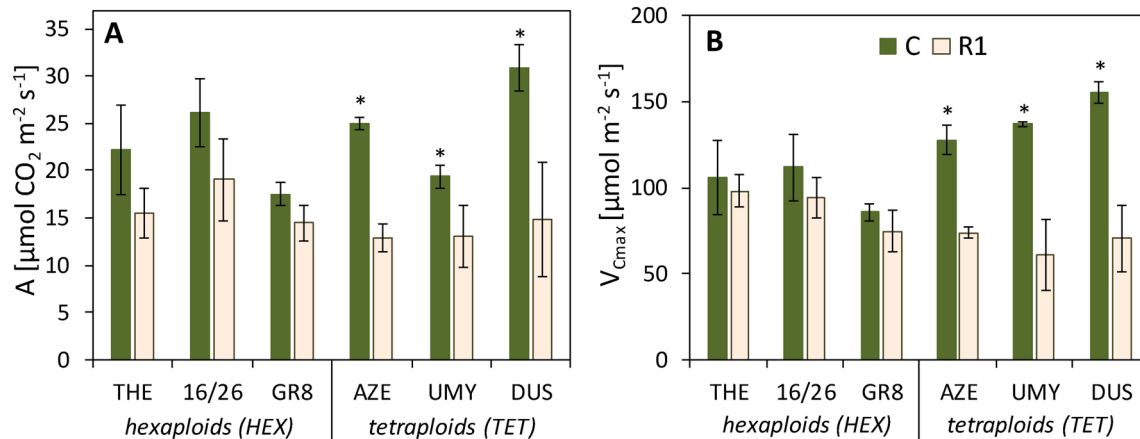 A
A [μmol CO₂ m⁻² s⁻¹]
40
35
30
25
20
15
10
5
0
* * *
THE 16/26 GR8 AZE UMY DUS
hexaploids (HEX) tetraploids (TET)
B
C R1
V_Cmax [μmol m⁻² s⁻¹]
200
150
100
50
0
* * *
THE 16/26 GR8 AZE UMY DUS
hexaploids (HEX) tetraploids (TET)